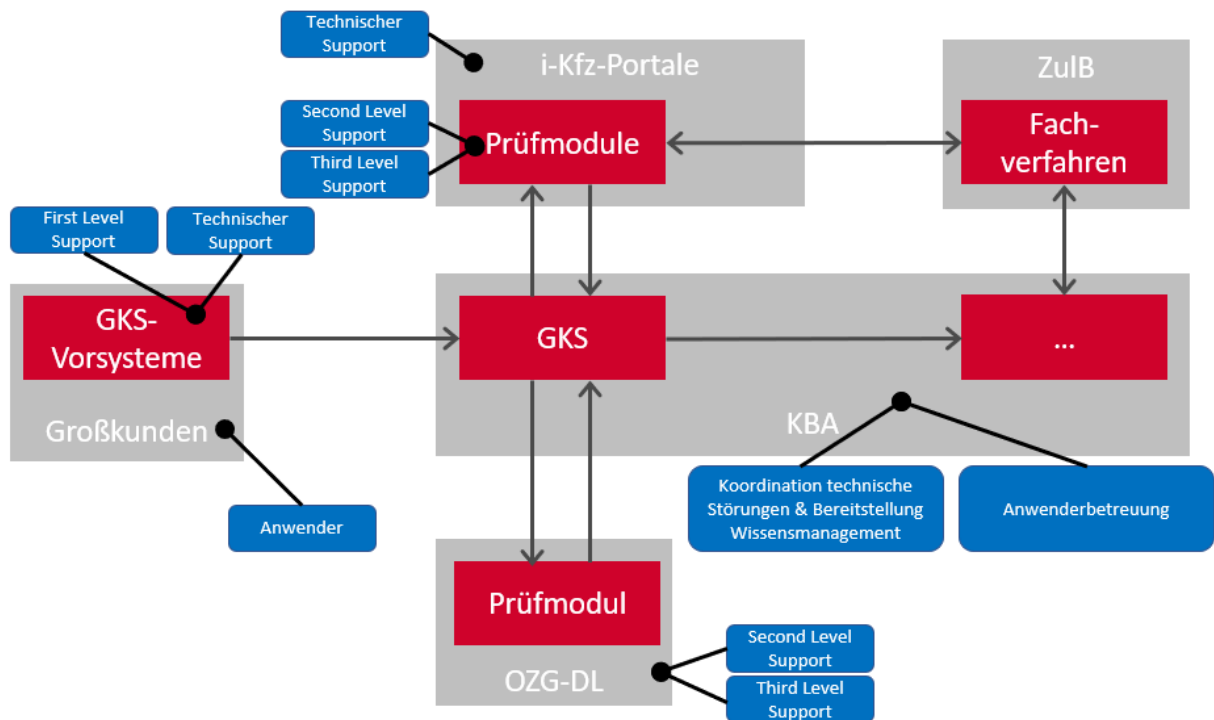 Technischer
Support
i-Kfz-Portale
ZulB
Second Level
Support
Third Level
Support
Prüfmodule
Fach-
verfahren
First Level
Support
Technischer
Support
GKS-
Vorsysteme
GKS
...
Großkunden
KBA
Anwender
Koordination technische
Störungen & Bereitstellung
Wissensmanagement
Anwenderbetreuung
Prüfmodul
OZG-DL
Second Level
Support
Third Level
Support